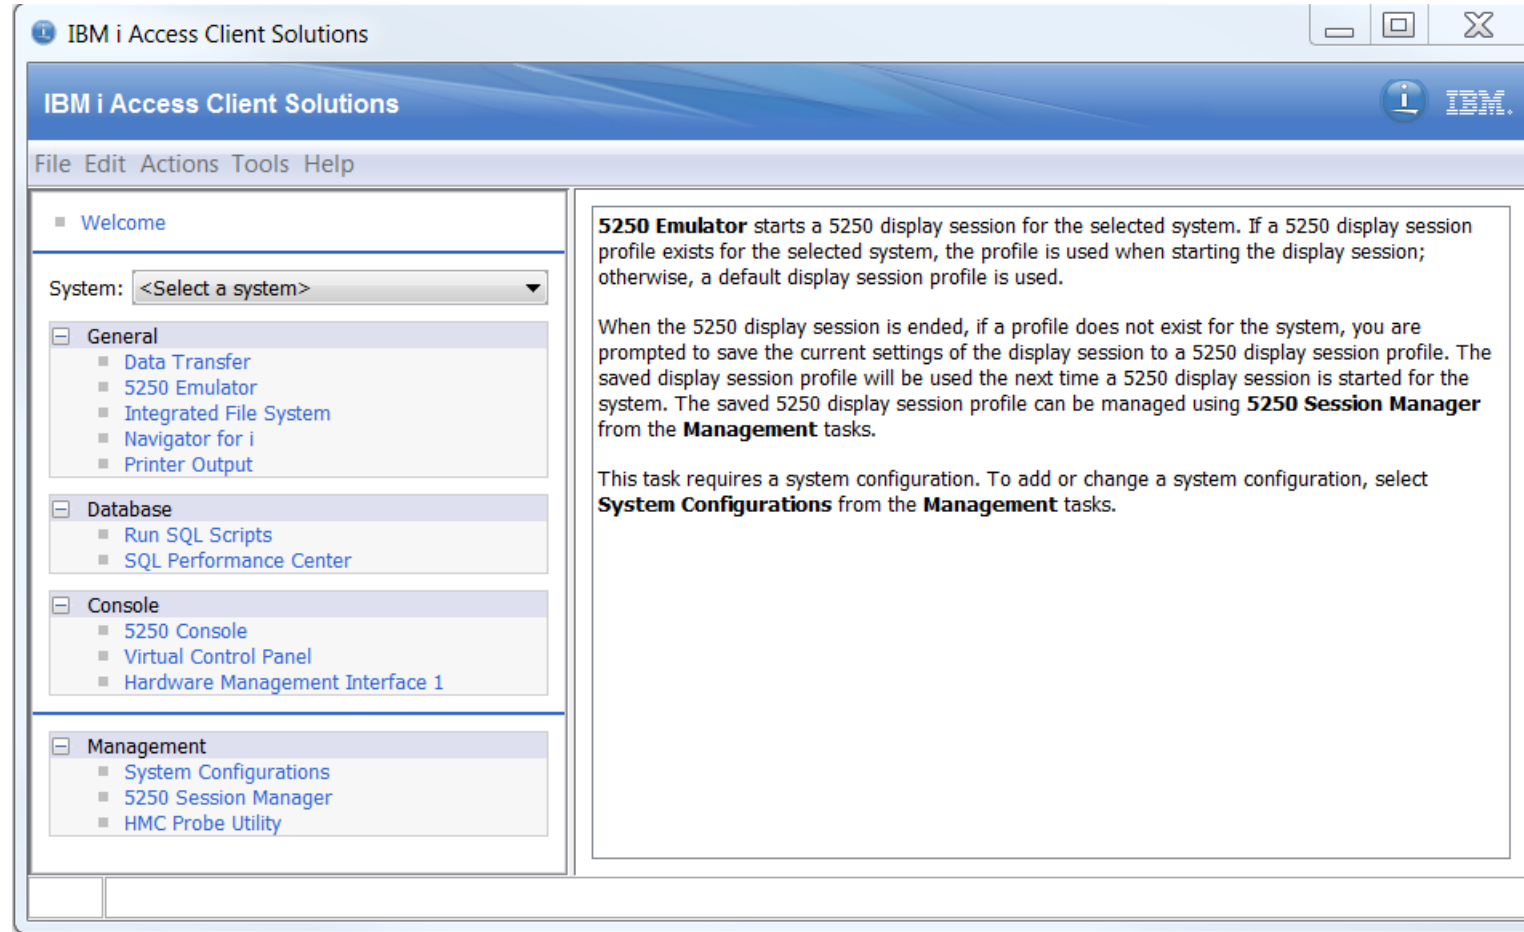 IBM i Access Client Solutions
IBM i Access Client Solutions
IBM.
File Edit Actions Tools Help
Welcome
System: <Select a system>
General
Data Transfer
5250 Emulator
Integrated File System
Navigator for i
Printer Output
Database
Run SQL Scripts
SQL Performance Center
Console
5250 Console
Virtual Control Panel
Hardware Management Interface 1
Management
System Configurations
5250 Session Manager
HMC Probe Utility
5250 Emulator starts a 5250 display session for the selected system. If a 5250 display session
profile exists for the selected system, the profile is used when starting the display session;
otherwise, a default display session profile is used.
When the 5250 display session is ended, if a profile does not exist for the system, you are
prompted to save the current settings of the display session to a 5250 display session profile. The
saved display session profile will be used the next time a 5250 display session is started for the
system. The saved 5250 display session profile can be managed using 5250 Session Manager
from the Management tasks.
This task requires a system configuration. To add or change a system configuration, select
System Configurations from the Management tasks.